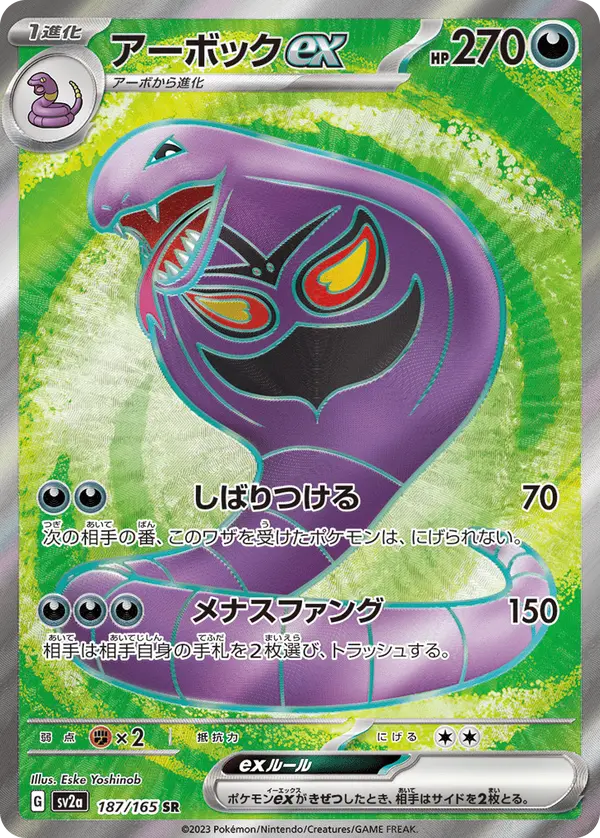 1進化
アーボックex
HP 270
アーボから進化
しばりつける 70
次の相手の番、このワザを受けたポケモンは、にげられない。
メナスファング 150
相手は相手自身の手札を2枚選び、トラッシュする。
弱点 ×2 抵抗力 にげる
exルール
ポケモンexがきぜつしたとき、相手はサイドを2枚とる。
Illus. Eske Yoshinob
G sv2a 187/165 SR
©2023 Pokémon/Nintendo/Creatures/GAME FREAK.